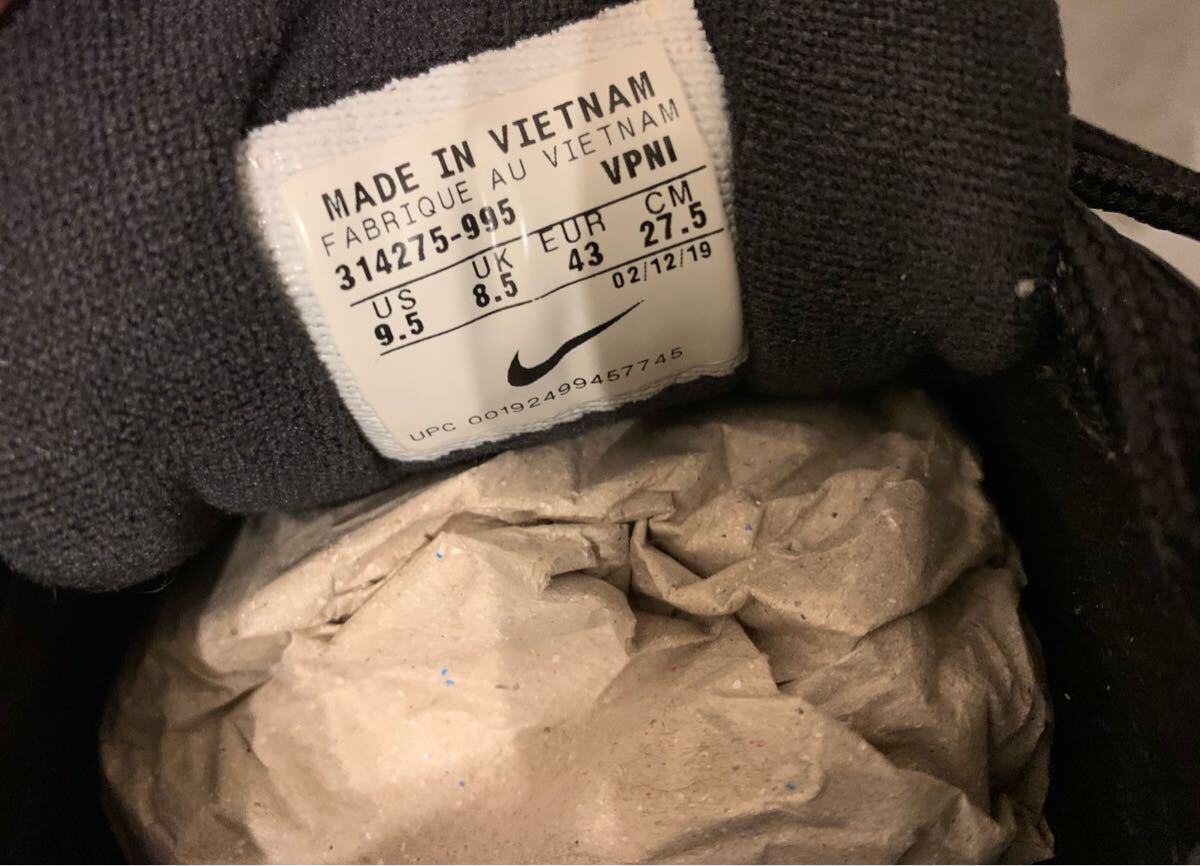 MADE IN VIETNAM
FABRIQUE AU VIETNAM
314275-995 VPNI
US UK EUR CM
9.5 8.5 43 27.5
02/12/19
UPC 00192499457745